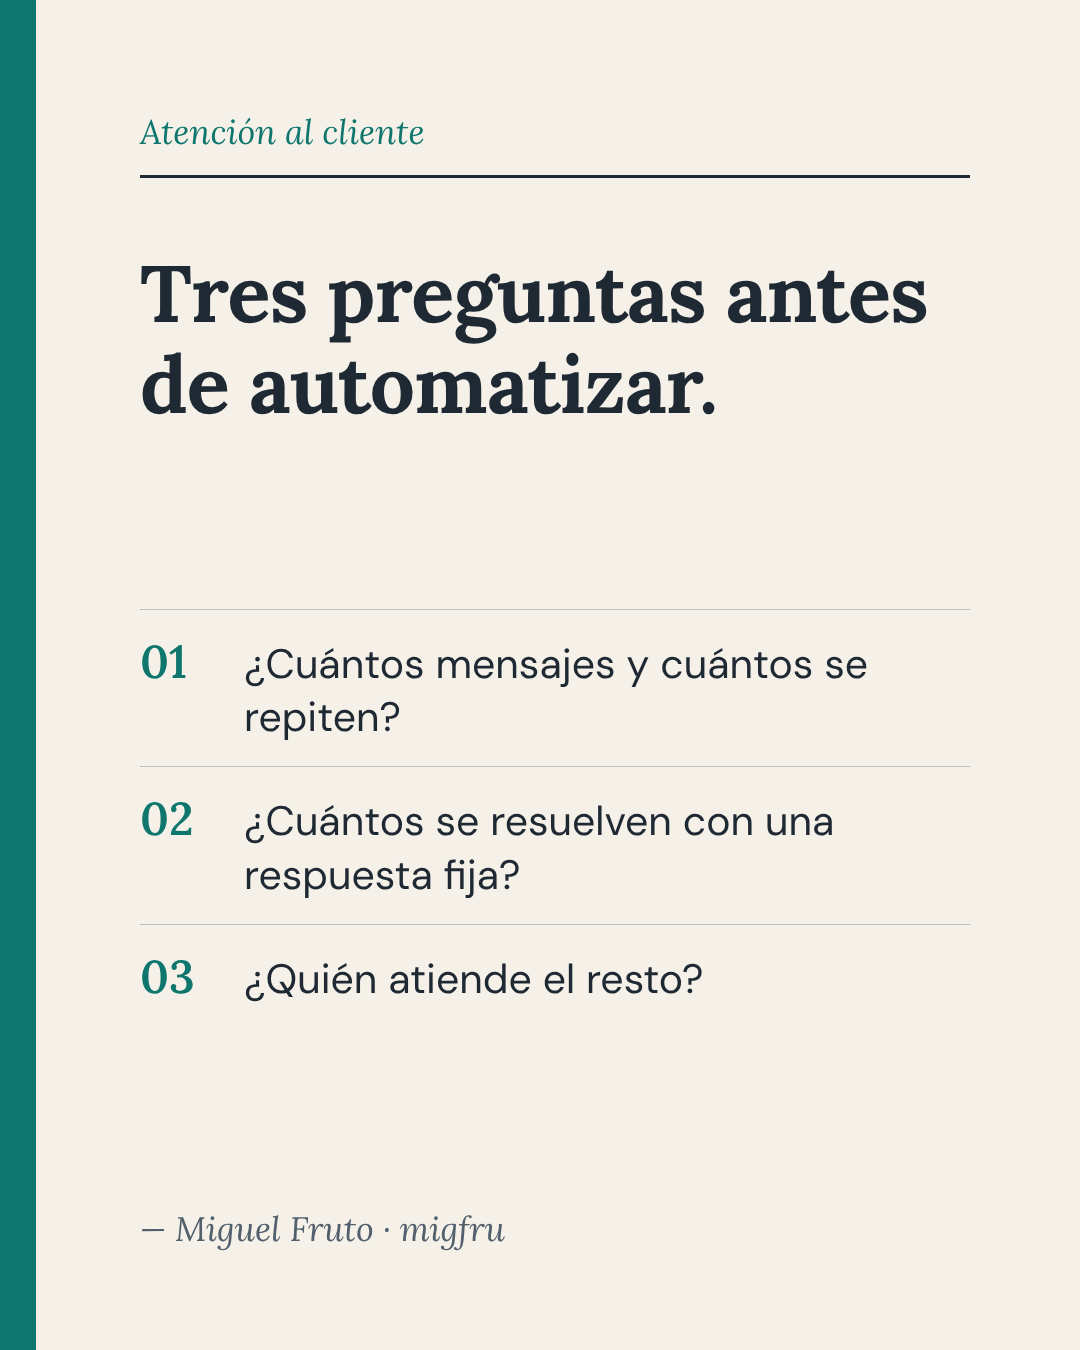 Atención al cliente
Tres preguntas antes
de automatizar.
01 ¿Cuántos mensajes y cuántos se
repiten?
02 ¿Cuántos se resuelven con una
respuesta fija?
03 ¿Quién atiende el resto?
— Miguel Fruto · migfru